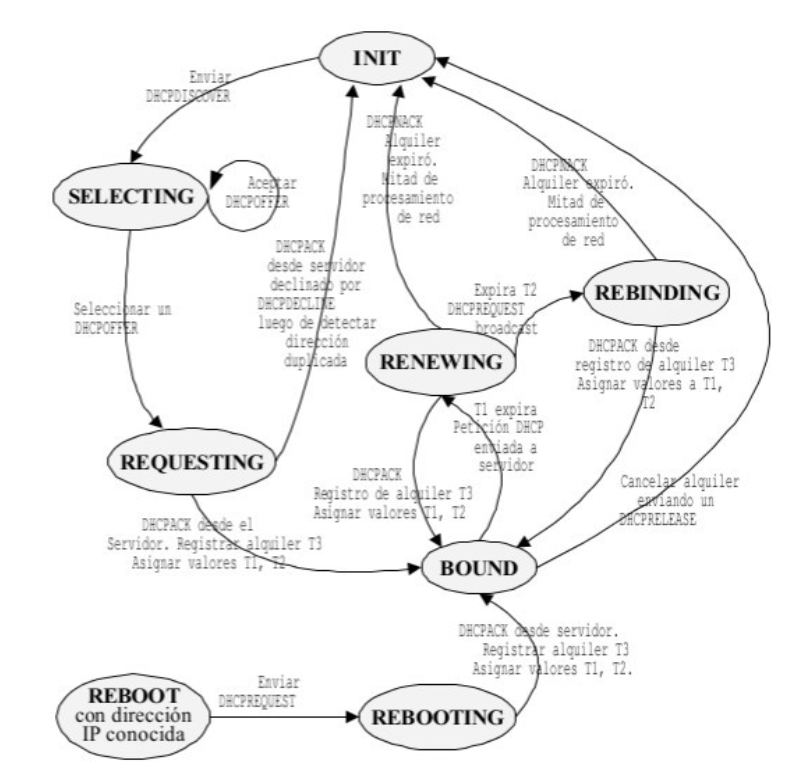 INIT
Enviar
DHCPDISCOVER
SELECTING
Aceptar
DHCPOFFER
DHCPNACK
Alquiler
expiró.
Mitad de
procesamiento
de red
DHCPNACK
Alquiler expiró.
Mitad de
procesamiento
de red
DHCPACK
desde servidor
declinado por
DHCPDECLINE
luego de detectar
dirección
duplicada
Seleccionar un
DHCPOFFER
Expira T2
DHCPREQUEST
broadcast
REBINDING
RENEWING
DHCPACK desde
registro de alquiler T3
Asignar valores a T1,
T2
T1 expira
Petición DHCP
enviada a
servidor
REQUESTING
DHCPACK
Registro de alquiler T3
Asignar valores T1, T2
Cancelar alquiler
enviando un
DHCPRELEASE
DHCPACK desde el
Servidor. Registrar alquiler T3
Asignar valores T1, T2
BOUND
DHCPACK desde servidor.
Registrar alquiler T3
Asignar valores T1, T2.
REBOOT
con dirección
IP conocida
Enviar
DHCPREQUEST
REBOOTING